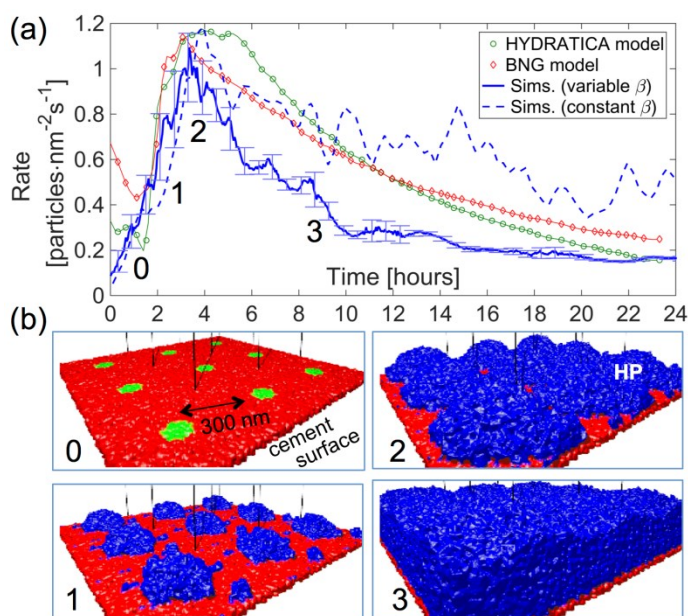 (a)
1.2
1
0.8
0.6
0.4
0.2
0
Rate
[particles·nm⁻²s⁻¹]
HYDRATICA model
BNG model
Sims. (variable β)
Sims. (constant β)
0
1
2
3
Time [hours]
0 2 4 6 8 10 12 14 16 18 20 22 24
(b)
300 nm
cement
surface
0
HP
2
1
3